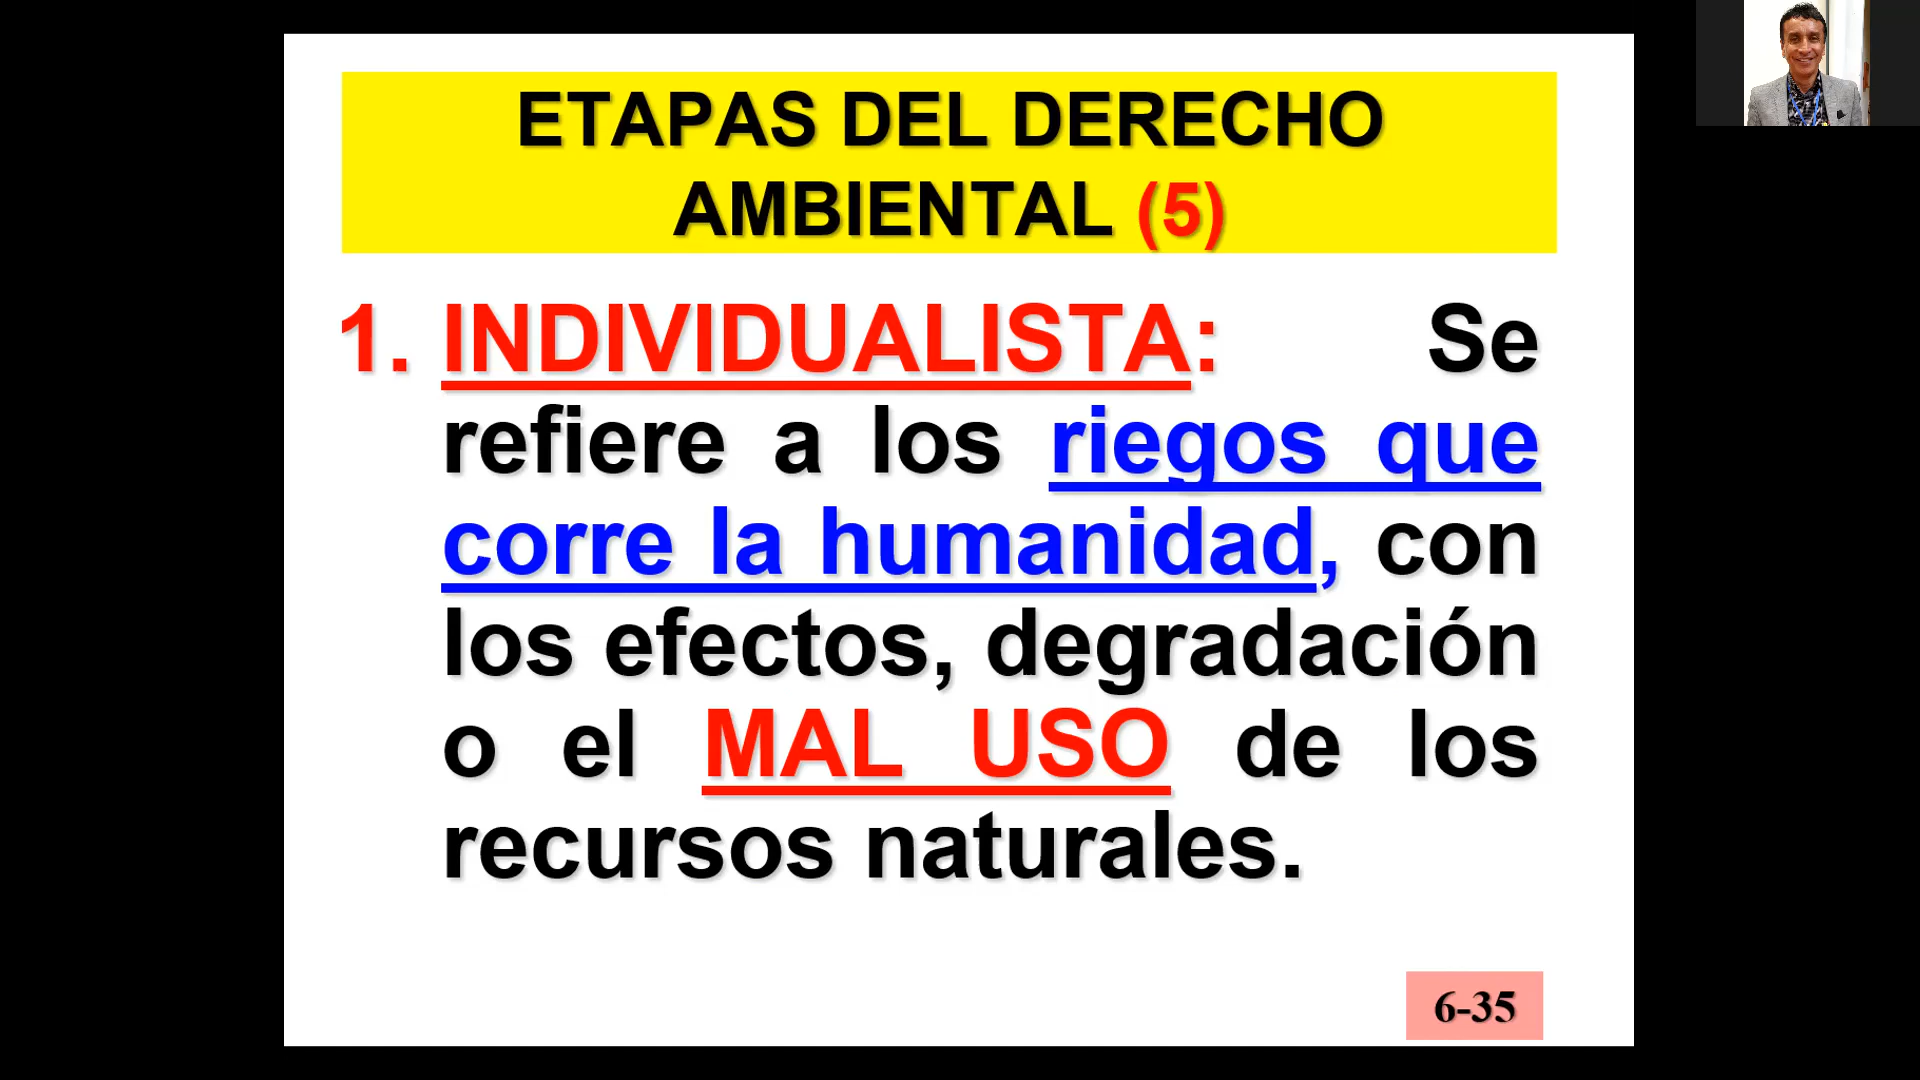 ETAPAS DEL DERECHO
AMBIENTAL (5)
1. INDIVIDUALISTA: Se
refiere a los riegos que
corre la humanidad, con
los efectos, degradación
o el MAL USO de los
recursos naturales.
6-35